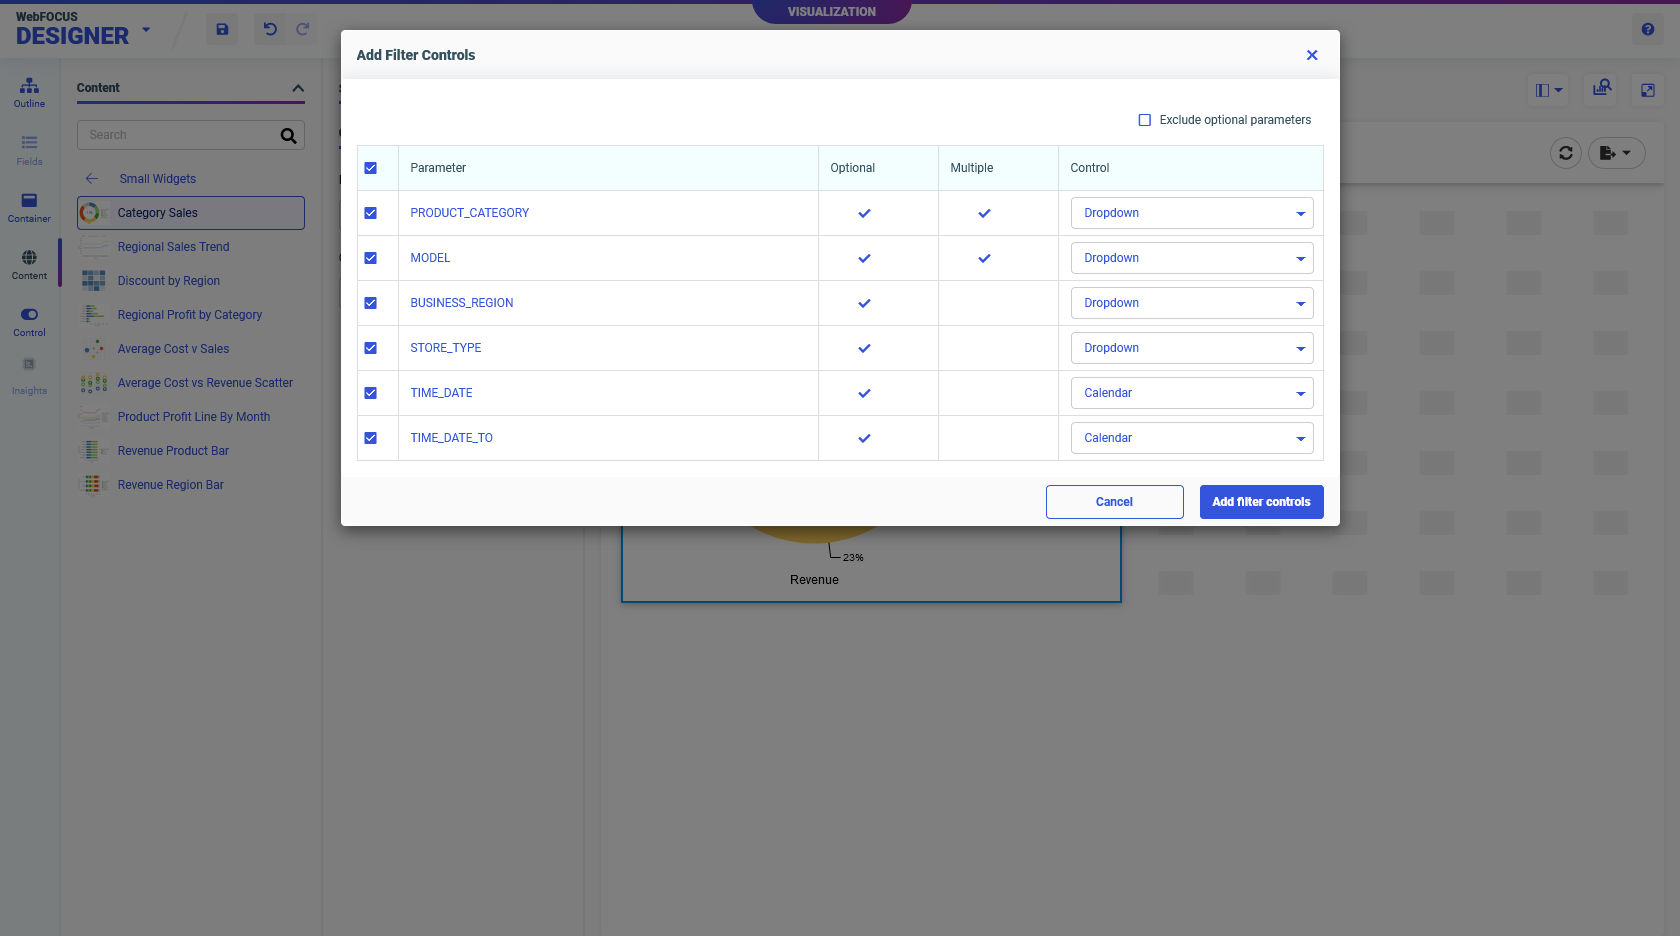 WebFOCUS
DESIGNER
VISUALIZATION
Add Filter Controls
Outline
Content
Exclude optional parameters
Search
Fields
Parameter Optional Multiple Control
Small Widgets
Container
Category Sales
PRODUCT_CATEGORY Dropdown
Regional Sales Trend
MODEL Dropdown
Content
Discount by Region
BUSINESS_REGION Dropdown
Regional Profit by Category
Control
Average Cost v Sales
STORE_TYPE Dropdown
Average Cost vs Revenue Scatter
Insights
TIME_DATE Calendar
Product Profit Line By Month
TIME_DATE_TO Calendar
Revenue Product Bar
Revenue Region Bar
Cancel Add filter controls
23%
Revenue